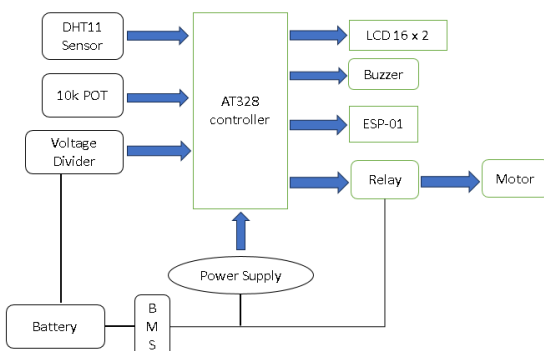 DHT11
Sensor
10k POT
Voltage
Divider
AT328
controller
LCD 16 x 2
Buzzer
ESP-01
Relay
Motor
Power Supply
Battery
B
M
S